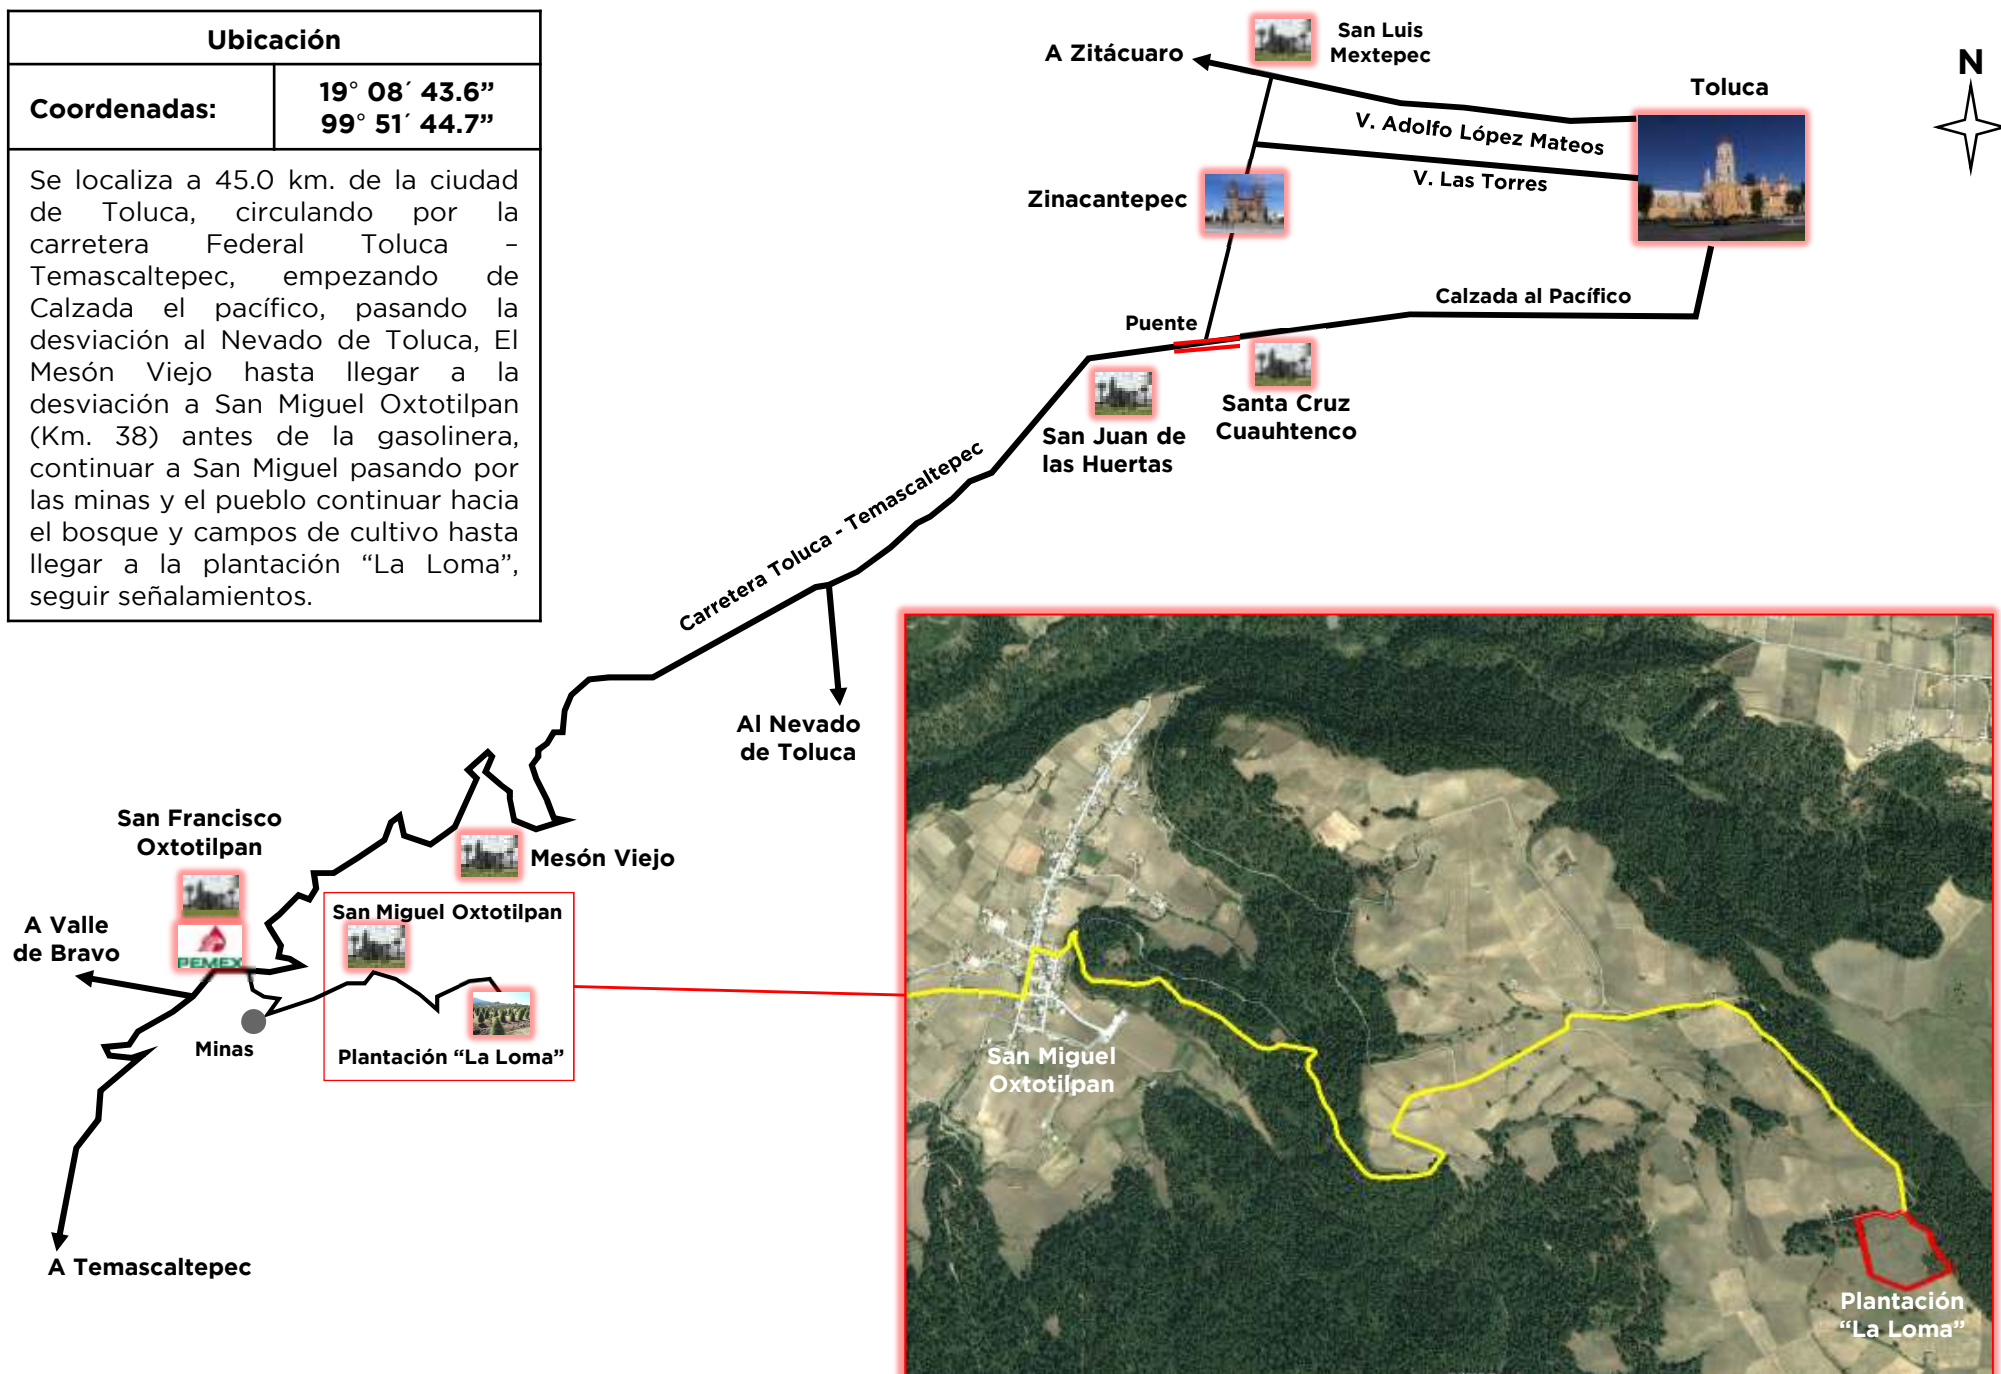 Ubicación
Coordenadas:
19° 08´ 43.6”
99° 51´ 44.7”
Se localiza a 45.0 km. de la ciudad
de Toluca, circulando por la
carretera Federal Toluca –
Temascaltepec, empezando de
Calzada el pacífico, pasando la
desviación al Nevado de Toluca, El
Mesón Viejo hasta llegar a la
desviación a San Miguel Oxtotilpan
(Km. 38) antes de la gasolinera,
continuar a San Miguel pasando por
las minas y el pueblo continuar hacia
el bosque y campos de cultivo hasta
llegar a la plantación “La Loma”,
seguir señalamientos.
A Zitácuaro
San Luis
Mextepec
Toluca
N
V. Adolfo López Mateos
V. Las Torres
Zinacantepec
Calzada al Pacífico
Puente
Santa Cruz
Cuauhtenco
San Juan de
las Huertas
Carretera Toluca - Temascaltepec
Al Nevado
de Toluca
San Francisco
Oxtotilpan
Mesón Viejo
A Valle
de Bravo
PEMEX
San Miguel Oxtotilpan
Minas
Plantación “La Loma”
A Temascaltepec
San Miguel
Oxtotilpan
Plantación
“La Loma”